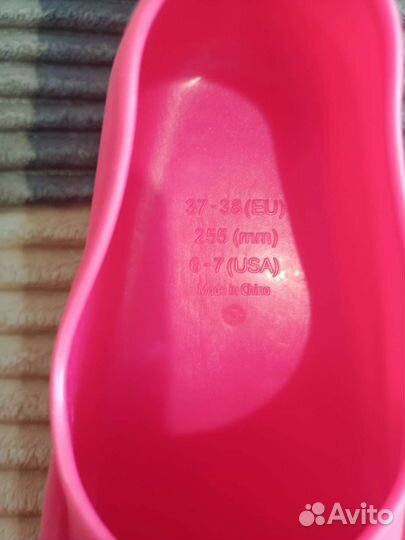 37-38 (EU)
255 (mm)
6-7 (USA)
Made in China
Avito